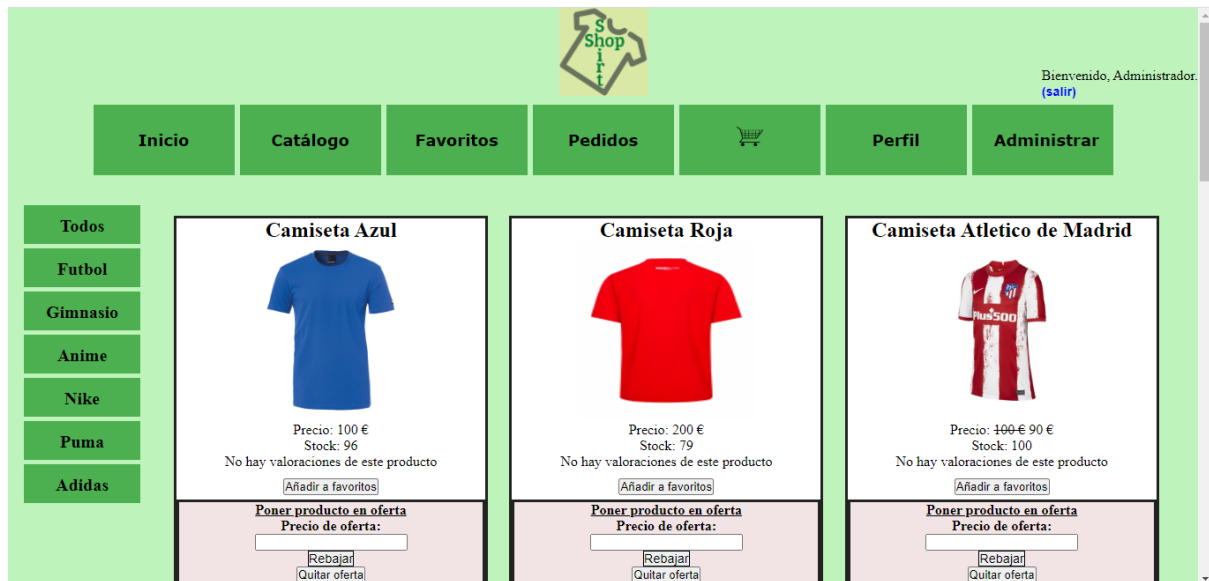 S
Shop
i
r
t
Bienvenido, Administrador.
(salir)
Inicio Catálogo Favoritos Pedidos Perfil Administrar
Todos
Futbol
Gimnasio
Anime
Nike
Puma
Adidas
Camiseta Azul
Precio: 100 €
Stock: 96
No hay valoraciones de este producto
Añadir a favoritos
Poner producto en oferta
Precio de oferta:
Rebajar
Quitar oferta
Camiseta Roja
Precio: 200 €
Stock: 79
No hay valoraciones de este producto
Añadir a favoritos
Poner producto en oferta
Precio de oferta:
Rebajar
Quitar oferta
Camiseta Atletico de Madrid
Plus500
Precio: 100 € 90 €
Stock: 100
No hay valoraciones de este producto
Añadir a favoritos
Poner producto en oferta
Precio de oferta:
Rebajar
Quitar oferta